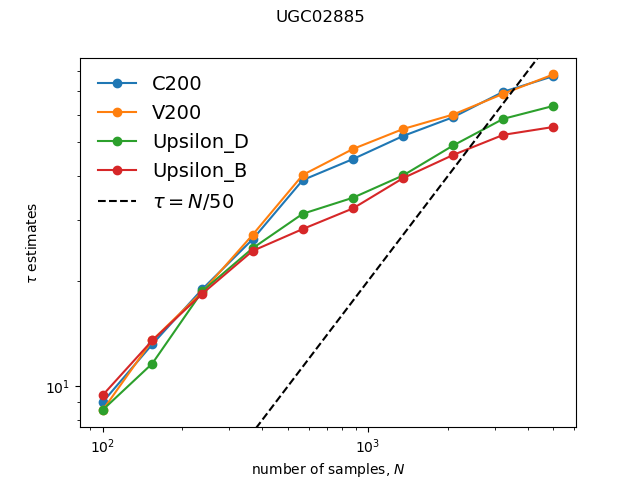 UGC02885
C200
V200
Upsilon_D
Upsilon_B
τ = N/50
τ estimates
10¹
10² 10³
number of samples, N